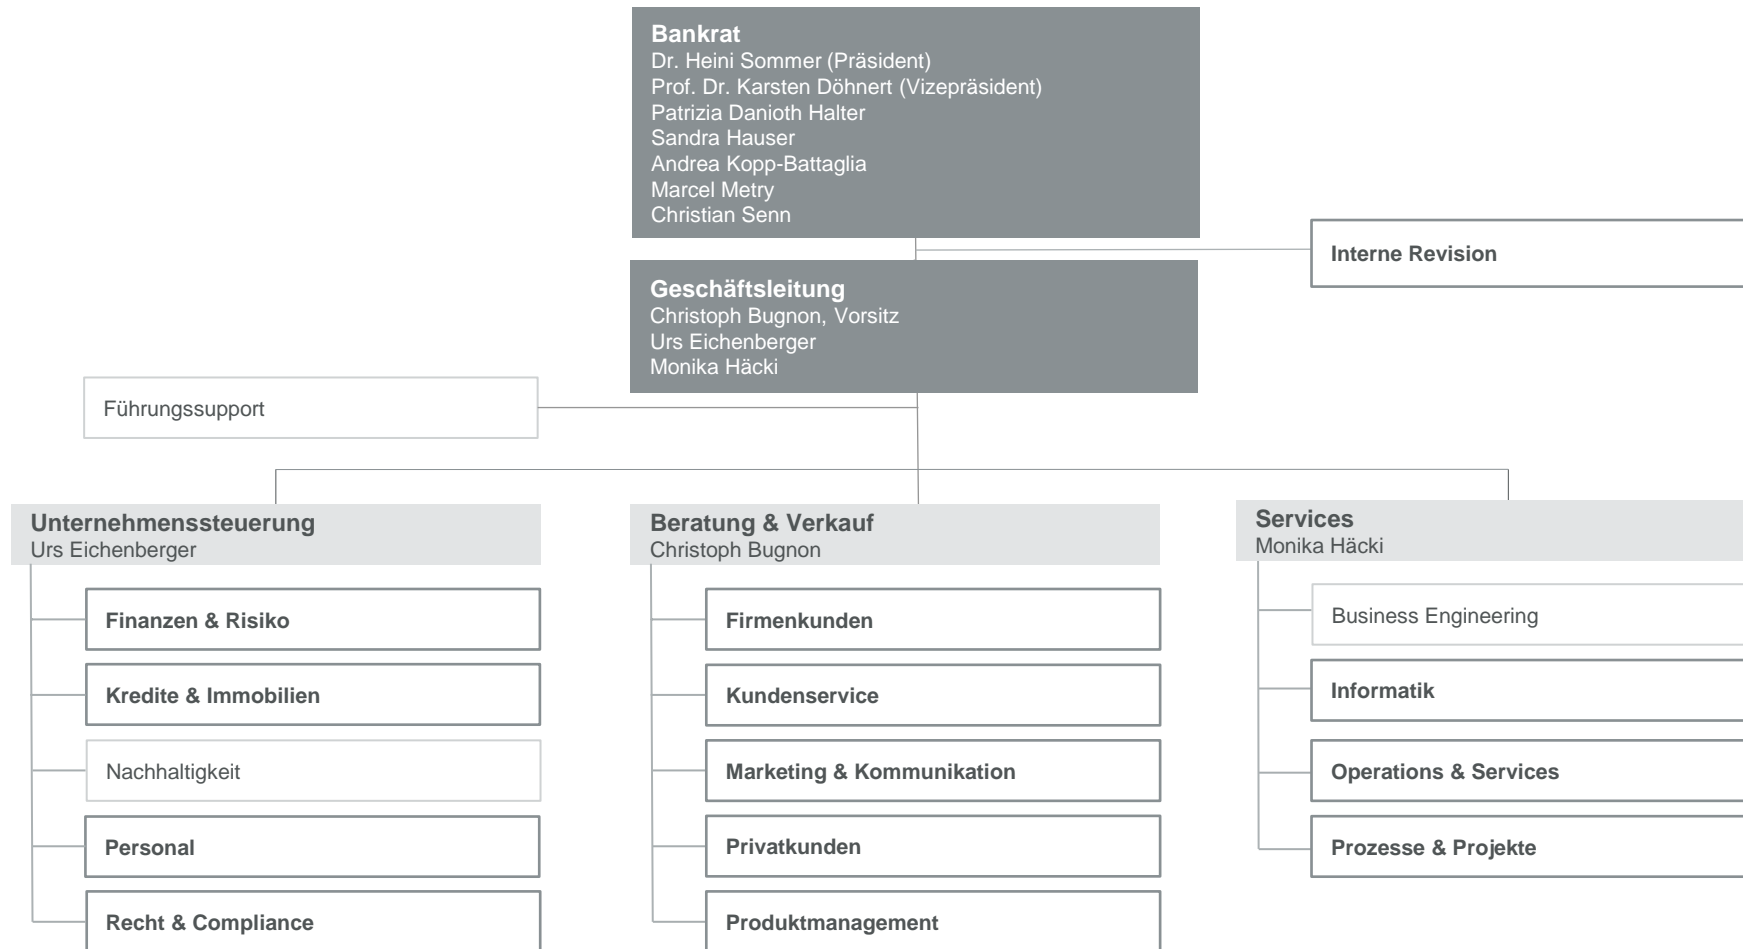 Bankrat
Dr. Heini Sommer (Präsident)
Prof. Dr. Karsten Döhnert (Vizepräsident)
Patrizia Danioth Halter
Sandra Hauser
Andrea Kopp-Battaglia
Marcel Metry
Christian Senn
Interne Revision
Geschäftsleitung
Christoph Bugnon, Vorsitz
Urs Eichenberger
Monika Häcki
Führungssupport
Unternehmenssteuerung
Urs Eichenberger
Finanzen & Risiko
Kredite & Immobilien
Nachhaltigkeit
Personal
Recht & Compliance
Beratung & Verkauf
Christoph Bugnon
Firmenkunden
Kundenservice
Marketing & Kommunikation
Privatkunden
Produktmanagement
Services
Monika Häcki
Business Engineering
Informatik
Operations & Services
Prozesse & Projekte